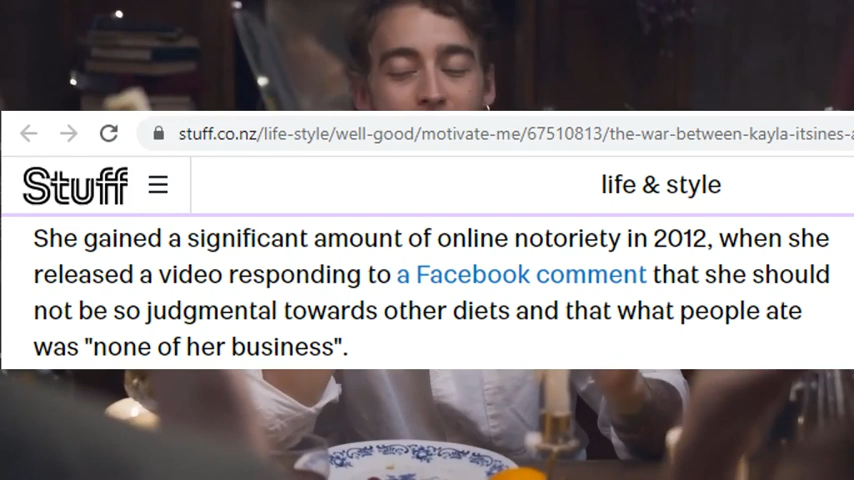 stuff.co.nz/life-style/well-good/motivate-me/67510813/the-war-between-kayla-itsines-a
Stuff
life & style
She gained a significant amount of online notoriety in 2012, when she
released a video responding to a Facebook comment that she should
not be so judgmental towards other diets and that what people ate
was "none of her business".